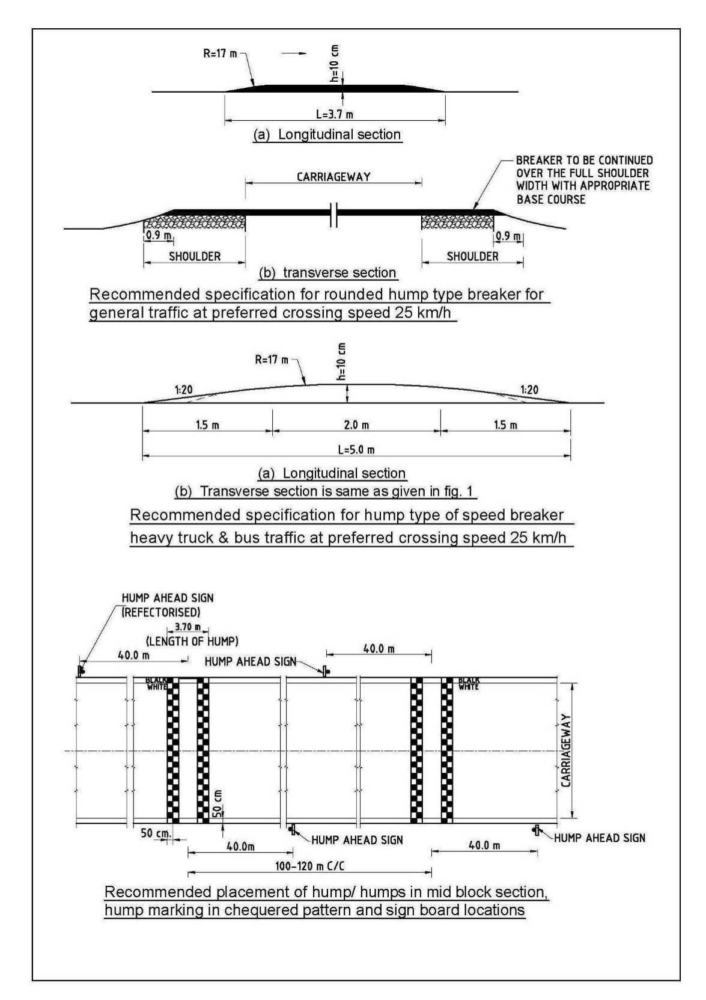 R=17 m
h=10 cm
L=3.7 m
(a) Longitudinal section
CARRIAGEWAY
BREAKER TO BE CONTINUED
OVER THE FULL SHOULDER
WIDTH WITH APPROPRIATE
BASE COURSE
0.9 m
0.9 m
SHOULDER
SHOULDER
(b) transverse section
Recommended specification for rounded hump type breaker for
general traffic at preferred crossing speed 25 km/h
R=17 m
h=10 cm
1:20
1:20
1.5 m
2.0 m
1.5 m
L=5.0 m
(a) Longitudinal section
(b) Transverse section is same as given in fig. 1
Recommended specification for hump type of speed breaker
heavy truck & bus traffic at preferred crossing speed 25 km/h
HUMP AHEAD SIGN
(REFECTORISED)
3.70 m
(LENGTH OF HUMP)
40.0 m
HUMP AHEAD SIGN
40.0 m
BLALK
WHITE
BLALK
WHITE
CARRIAGEWAY
50 cm
50 cm.
HUMP AHEAD SIGN
HUMP AHEAD SIGN
40.0m
40.0 m
100-120 m C/C
Recommended placement of hump/ humps in mid block section,
hump marking in chequered pattern and sign board locations